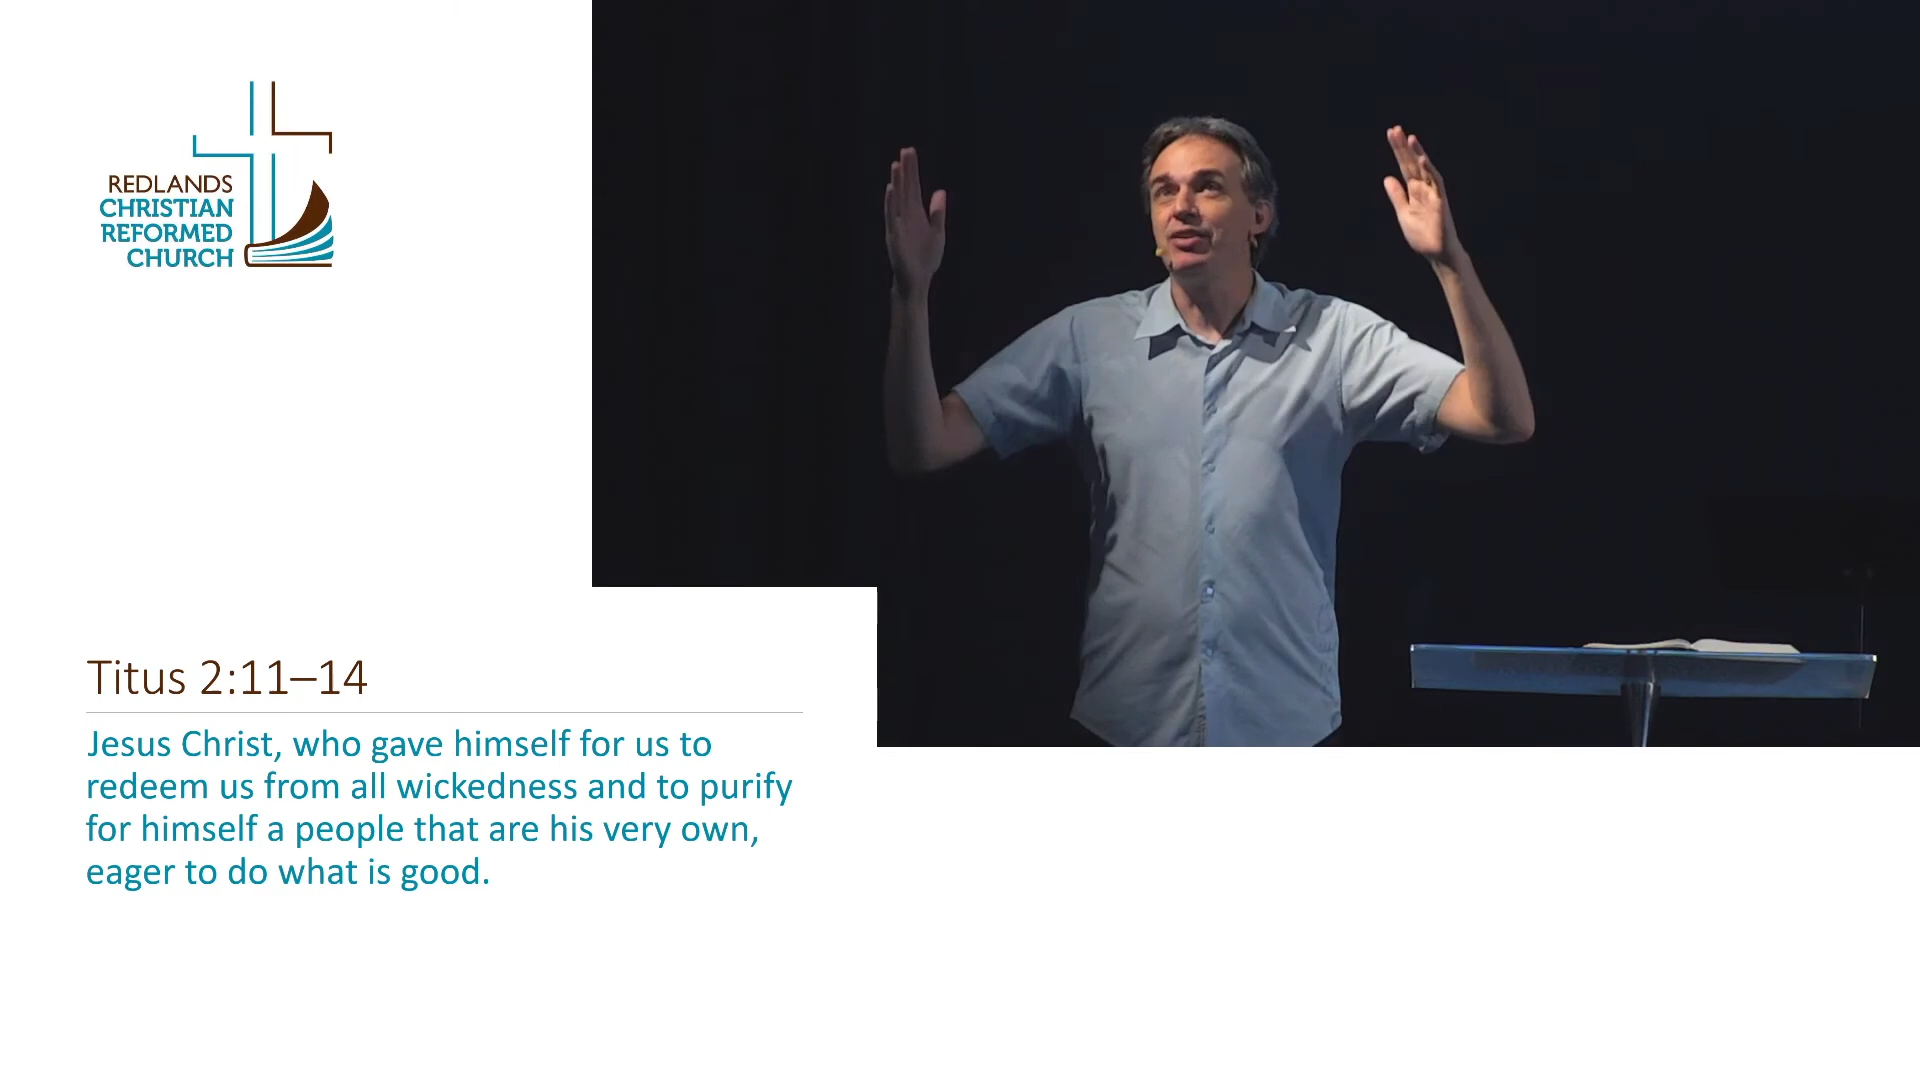 REDLANDS
CHRISTIAN
REFORMED
CHURCH
Titus 2:11–14
Jesus Christ, who gave himself for us to
redeem us from all wickedness and to purify
for himself a people that are his very own,
eager to do what is good.